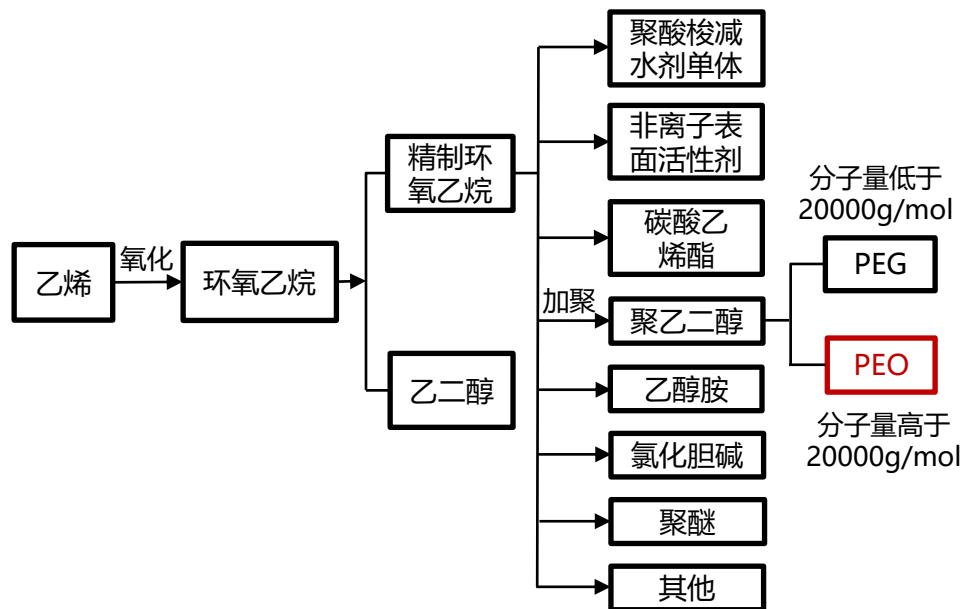 乙烯
氧化
环氧乙烷
精制环
氧乙烷
乙二醇
聚酸梭减
水剂单体
非离子表
面活性剂
碳酸乙
烯酯
加聚
聚乙二醇
乙醇胺
氯化胆碱
聚醚
其他
分子量低于
20000g/mol
PEG
PEO
分子量高于
20000g/mol